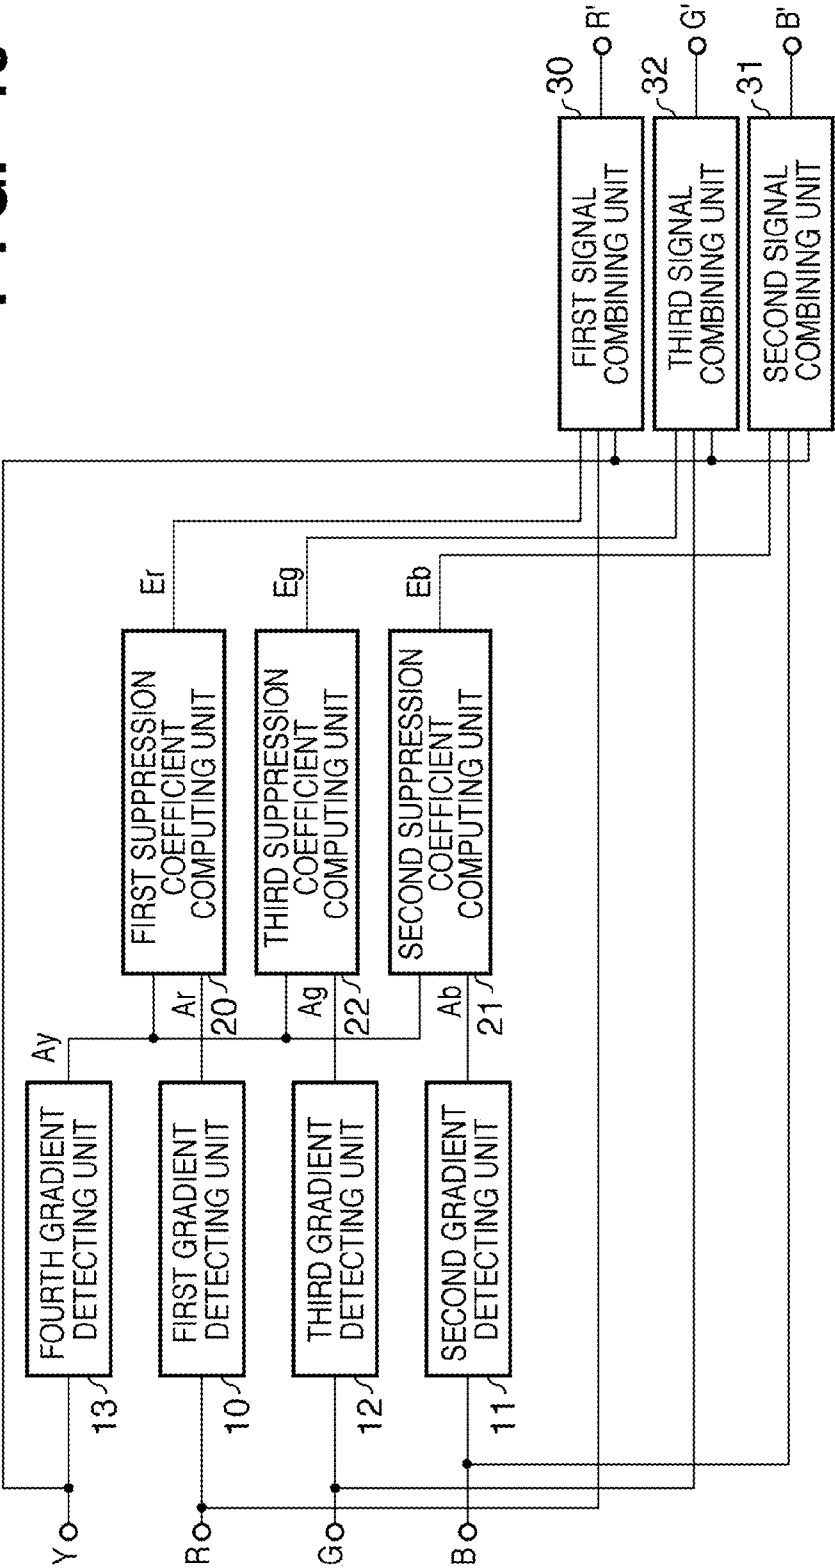 Y
R
G
B
FOURTH GRADIENT
DETECTING UNIT
13
FIRST GRADIENT
DETECTING UNIT
10
THIRD GRADIENT
DETECTING UNIT
12
SECOND GRADIENT
DETECTING UNIT
11
Ay
Ar
Ag
Ab
FIRST SUPPRESSION
COEFFICIENT
COMPUTING UNIT
20
THIRD SUPPRESSION
COEFFICIENT
COMPUTING UNIT
22
SECOND SUPPRESSION
COEFFICIENT
COMPUTING UNIT
21
Er
Eg
Eb
FIRST SIGNAL
COMBINING UNIT
30
THIRD SIGNAL
COMBINING UNIT
32
SECOND SIGNAL
COMBINING UNIT
31
R'
G'
B'